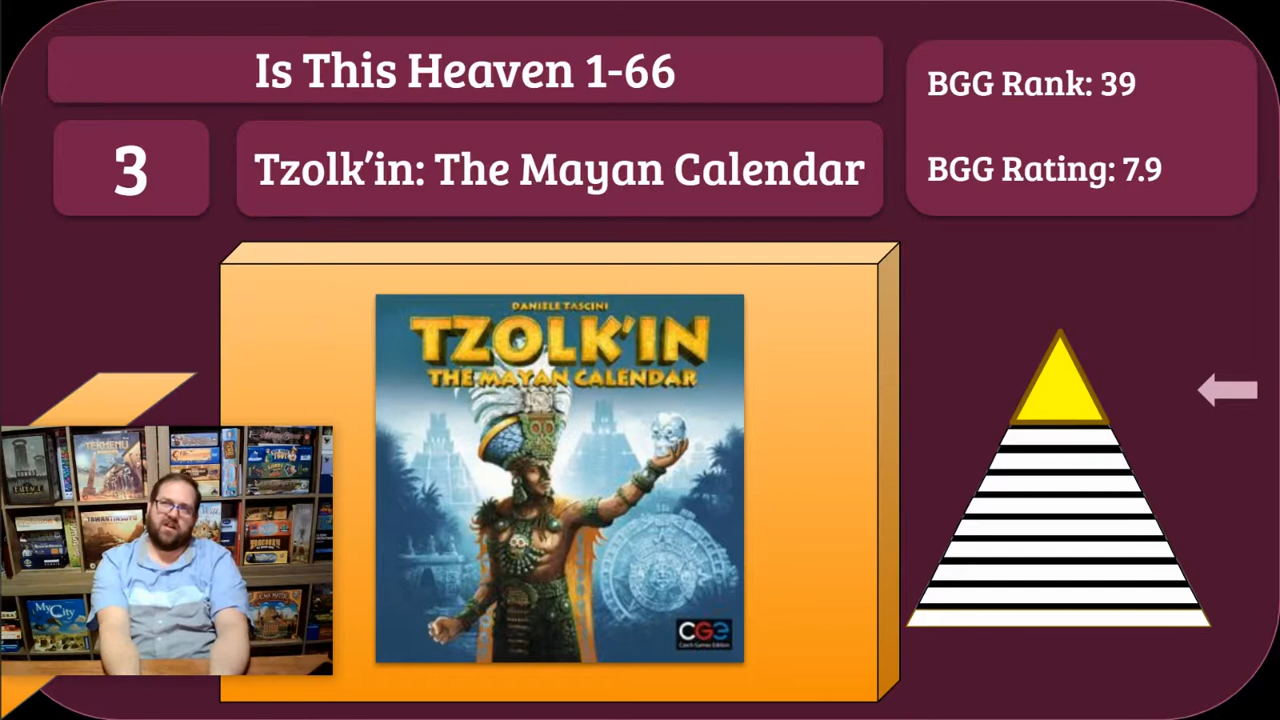 Is This Heaven 1-66
BGG Rank: 39
3
Tzolk’in: The Mayan Calendar
BGG Rating: 7.9
DANIELE TASCINI
TZOLK'IN
THE MAYAN CALENDAR
CGE
Czech Games Edition
TEKHENU
TAWANTINSUYU
My City